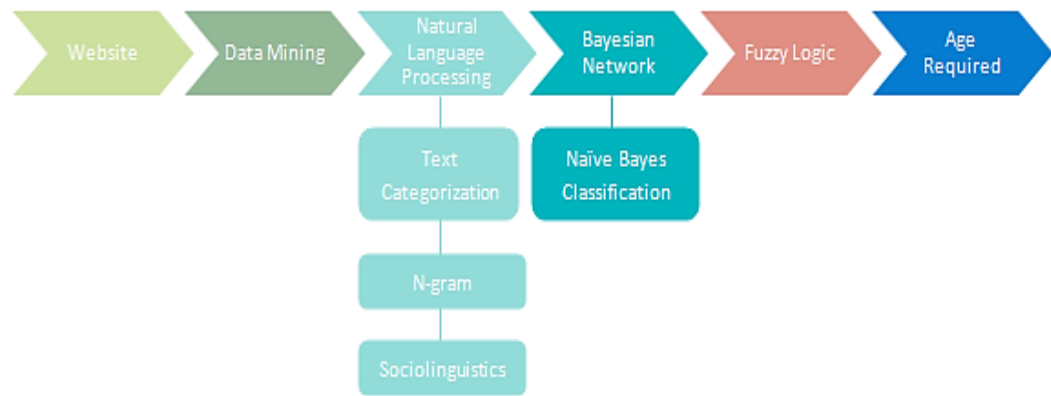 Website
Data Mining
Natural
Language
Processing
Bayesian
Network
Fuzzy Logic
Age
Required
Text
Categorization
Naïve Bayes
Classification
N-gram
Sociolinguistics